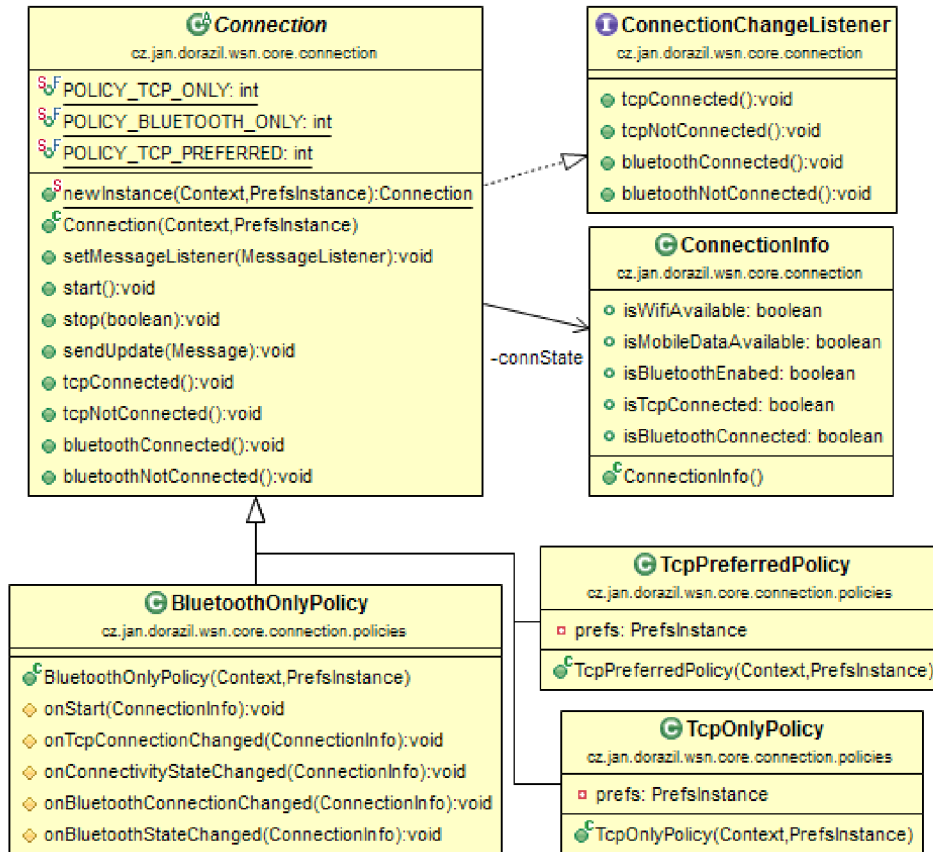 Connection
cz.jan.dorazil.wsn.core.connection
POLICY_TCP_ONLY: int
POLICY_BLUETOOTH_ONLY: int
POLICY_TCP_PREFERRED: int
newInstance(Context,PrefsInstance):Connection
Connection(Context,PrefsInstance)
setMessageListener(MessageListener):void
start():void
stop(boolean):void
sendUpdate(Message):void
tcpConnected():void
tcpNotConnected():void
bluetoothConnected():void
bluetoothNotConnected():void
ConnectionChangeListener
cz.jan.dorazil.wsn.core.connection
tcpConnected():void
tcpNotConnected():void
bluetoothConnected():void
bluetoothNotConnected():void
-connState
ConnectionInfo
cz.jan.dorazil.wsn.core.connection
isWifiAvailable: boolean
isMobileDataAvailable: boolean
isBluetoothEnabed: boolean
isTcpConnected: boolean
isBluetoothConnected: boolean
ConnectionInfo()
BluetoothOnlyPolicy
cz.jan.dorazil.wsn.core.connection.policies
BluetoothOnlyPolicy(Context,PrefsInstance)
onStart(ConnectionInfo):void
onTcpConnectionChanged(ConnectionInfo):void
onConnectivityStateChanged(ConnectionInfo):void
onBluetoothConnectionChanged(ConnectionInfo):void
onBluetoothStateChanged(ConnectionInfo):void
TcpPreferredPolicy
cz.jan.dorazil.wsn.core.connection.policies
prefs: PrefsInstance
TcpPreferredPolicy(Context,PrefsInstance)
TcpOnlyPolicy
cz.jan.dorazil.wsn.core.connection.policies
prefs: PrefsInstance
TcpOnlyPolicy(Context,PrefsInstance)